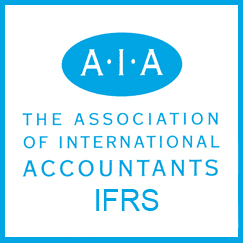 A·I·A
THE ASSOCIATION
OF INTERNATIONAL
ACCOUNTANTS
IFRS